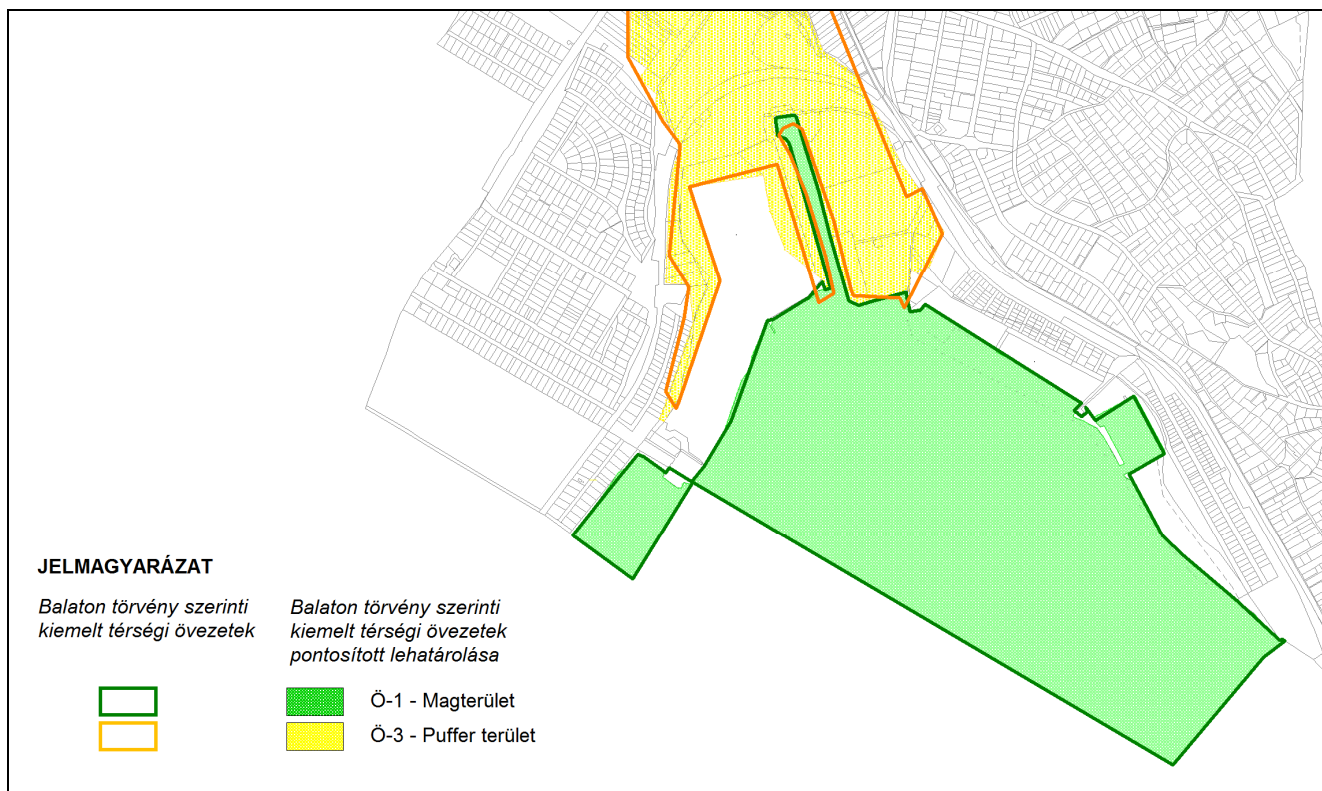 JELMAGYARÁZAT
Balaton törvény szerinti
kiemelt térségi övezetek
Balaton törvény szerinti
kiemelt térségi övezetek
pontosított lehatárolása
Ö-1 - Magterület
Ö-3 - Puffer terület